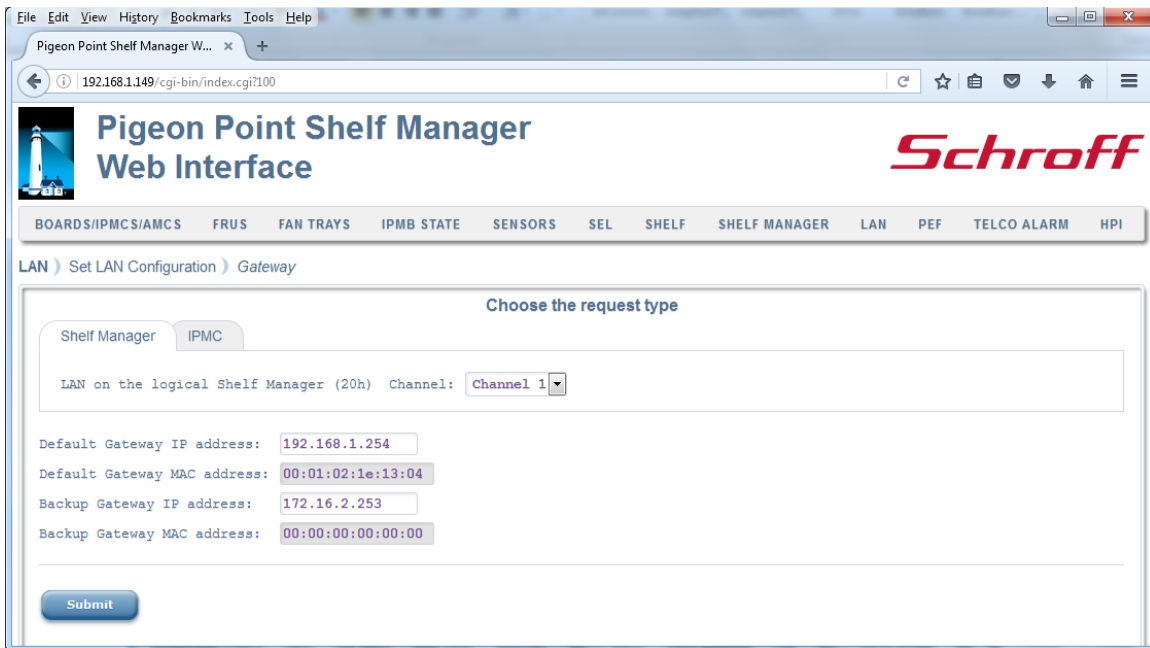 File Edit View History Bookmarks Tools Help
Pigeon Point Shelf Manager W... × +
192.168.1.149/cgi-bin/index.cgi?100
Pigeon Point Shelf Manager
Web Interface
Schroff
BOARDS/IPMCS/AMCS FRUS FAN TRAYS IPMB STATE SENSORS SEL SHELF SHELF MANAGER LAN PEF TELCO ALARM HPI
LAN ) Set LAN Configuration ) Gateway
Choose the request type
Shelf Manager IPMC
LAN on the logical Shelf Manager (20h) Channel: Channel 1
Default Gateway IP address: 192.168.1.254
Default Gateway MAC address: 00:01:02:1e:13:04
Backup Gateway IP address: 172.16.2.253
Backup Gateway MAC address: 00:00:00:00:00:00
Submit